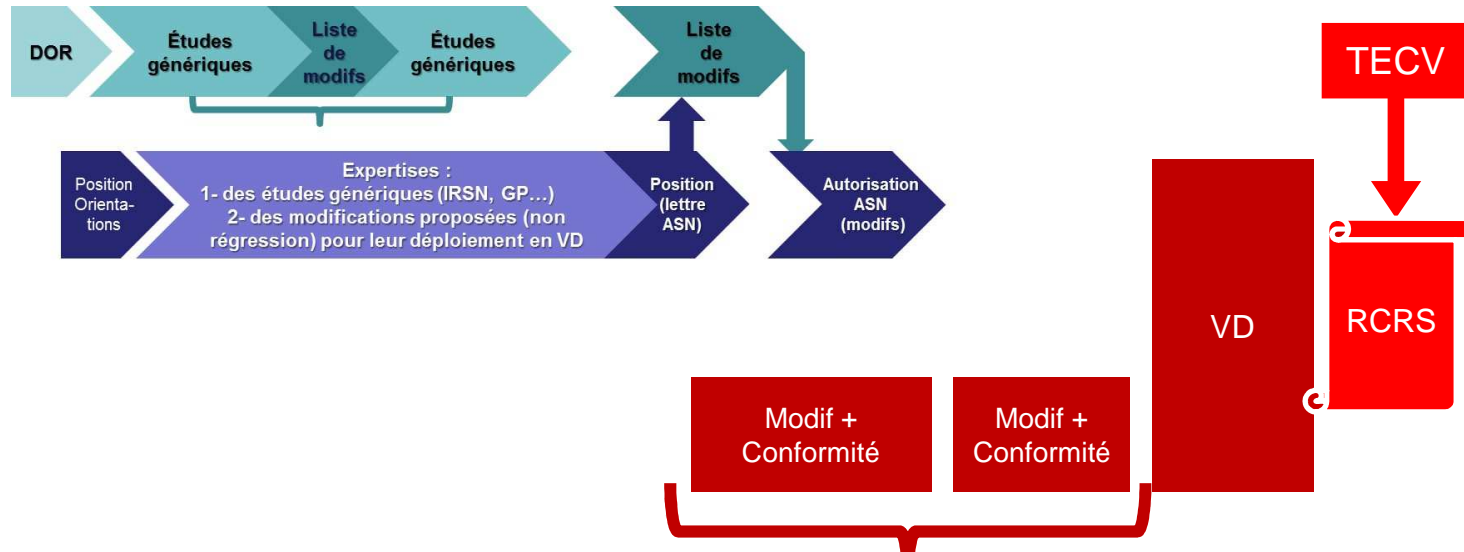 DOR
Études
génériques
Liste
de
modifs
Études
génériques
Liste
de
modifs
TECV
Position
Orienta-
tions
Expertises :
1- des études génériques (IRSN, GP…)
2- des modifications proposées (non
régression) pour leur déploiement en VD
Position
(lettre
ASN)
Autorisation
ASN
(modifs)
VD
RCRS
Modif +
Conformité
Modif +
Conformité